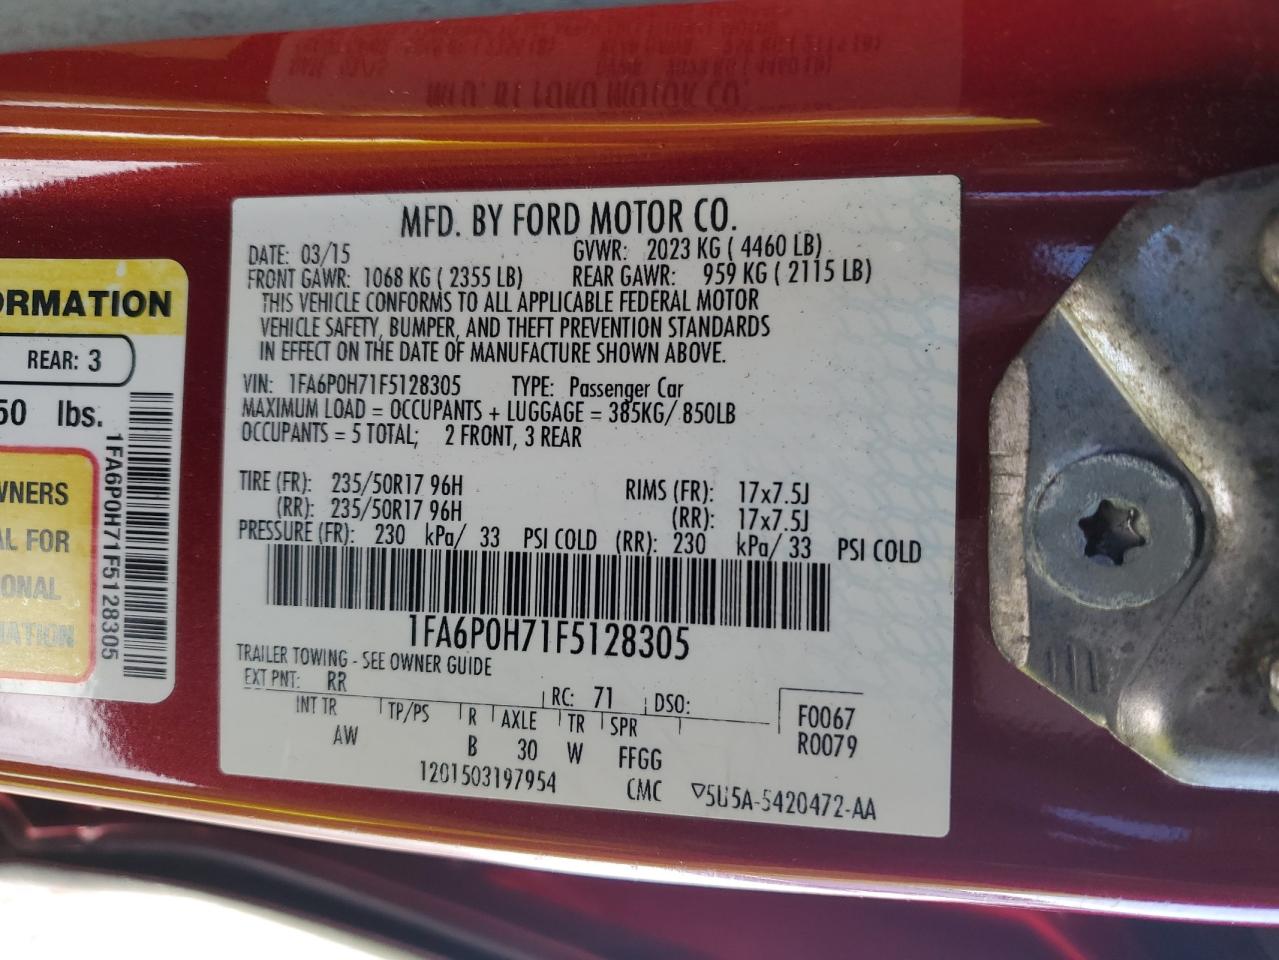 ORMATION
REAR: 3
50 lbs.
WNERS
AL FOR
ONAL
MATION
1FA6P0H71F5128305
MFD. BY FORD MOTOR CO.
DATE: 03/15 GVWR: 2023 KG ( 4460 LB)
FRONT GAWR: 1068 KG ( 2355 LB) REAR GAWR: 959 KG ( 2115 LB)
THIS VEHICLE CONFORMS TO ALL APPLICABLE FEDERAL MOTOR
VEHICLE SAFETY, BUMPER, AND THEFT PREVENTION STANDARDS
IN EFFECT ON THE DATE OF MANUFACTURE SHOWN ABOVE.
VIN: 1FA6P0H71F5128305 TYPE: Passenger Car
MAXIMUM LOAD = OCCUPANTS + LUGGAGE = 385KG/ 850LB
OCCUPANTS = 5 TOTAL; 2 FRONT, 3 REAR
TIRE (FR): 235/50R17 96H RIMS (FR): 17x7.5J
(RR): 235/50R17 96H (RR): 17x7.5J
PRESSURE (FR): 230 kPa/ 33 PSI COLD (RR): 230 kPa/ 33 PSI COLD
1FA6P0H71F5128305
TRAILER TOWING - SEE OWNER GUIDE
EXT PNT: RR RC: 71 DSO:
INT TR TP/PS R AXLE TR SPR F0067
AW B 30 W FFGG R0079
1201503197954 CMC ▽5U5A-5420472-AA